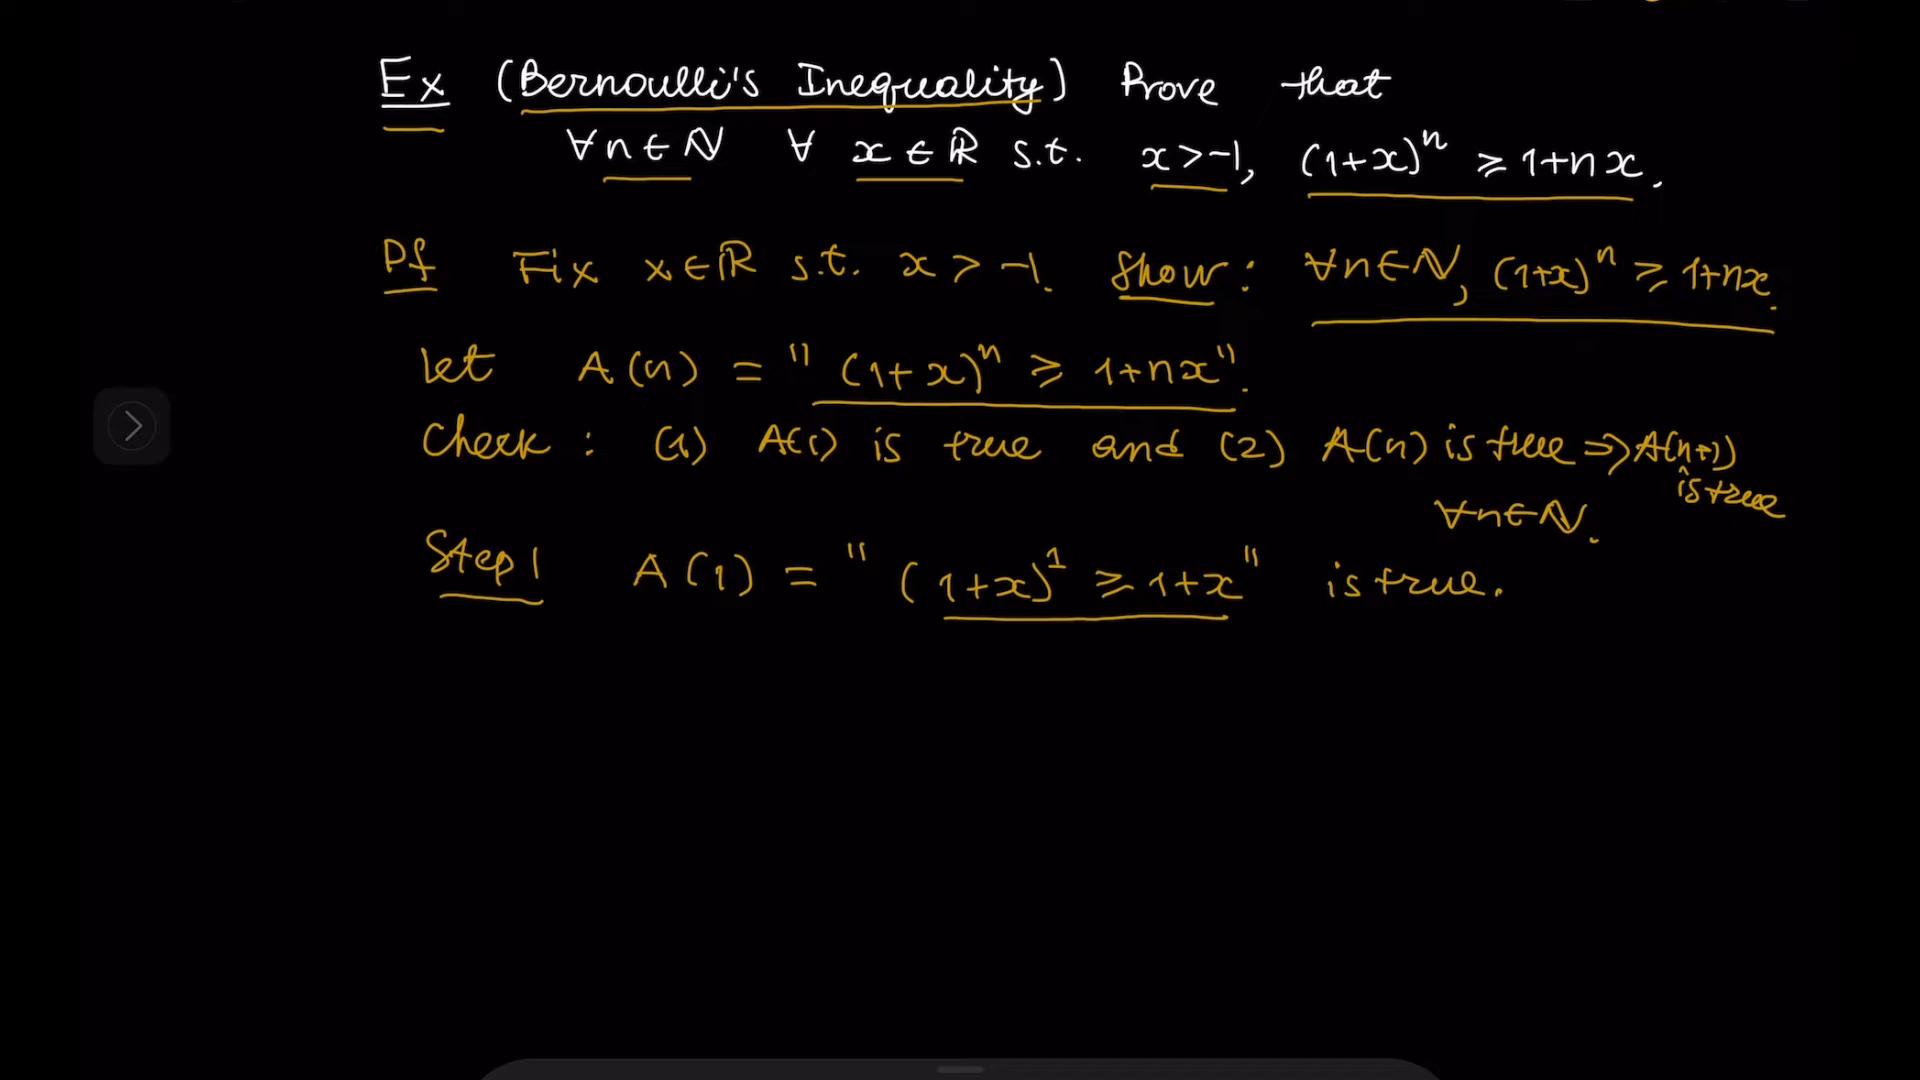 Ex (Bernoulli's Inequality) Prove that
∀n∈ℕ ∀ x∈ℝ s.t. x>-1, (1+x)ⁿ ≥ 1+nx.
Pf Fix x∈ℝ s.t. x > -1. Show: ∀n∈ℕ, (1+x)ⁿ ≥ 1+nx.
Let A(n) = "(1+x)ⁿ ≥ 1+nx".
Check: (1) A(1) is true and (2) A(n) is true ⇒ A(n+1)
is true
∀n∈ℕ.
Step 1 A(1) = "(1+x)¹ ≥ 1+x" is true.